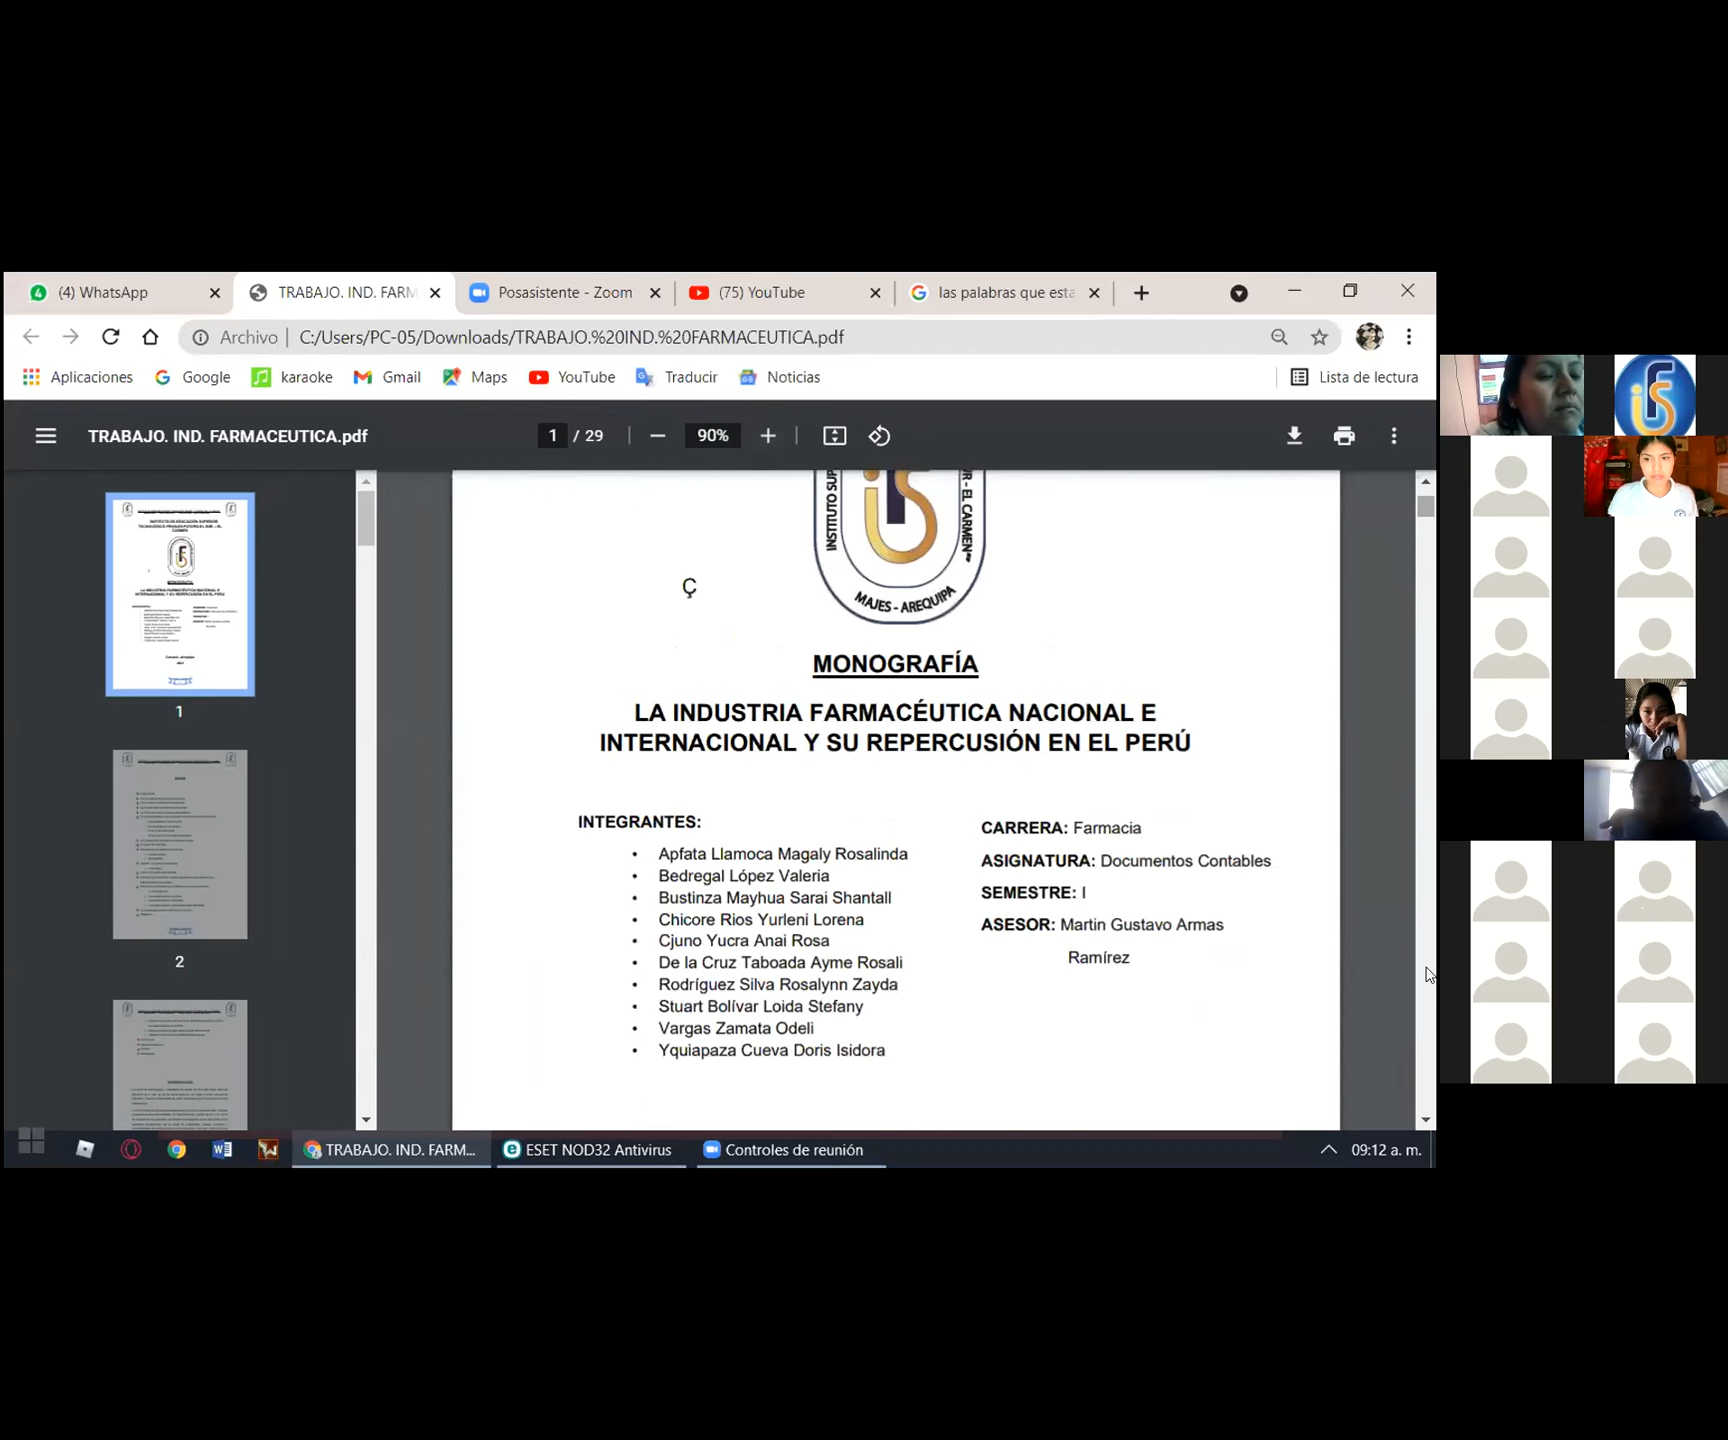 (4) WhatsApp
TRABAJO. IND. FARM
Posasistente - Zoom
(75) YouTube
las palabras que esta
Archivo
C:/Users/PC-05/Downloads/TRABAJO.%20IND.%20FARMACEUTICA.pdf
Aplicaciones
Google
karaoke
Gmail
Maps
YouTube
Traducir
Noticias
Lista de lectura
TRABAJO. IND. FARMACEUTICA.pdf
1 / 29
90%
INSTITUTO SUP
UR - EL CARMEN
MAJES - AREQUIPA
Ç
MONOGRAFÍA
LA INDUSTRIA FARMACÉUTICA NACIONAL E
INTERNACIONAL Y SU REPERCUSIÓN EN EL PERÚ
INTEGRANTES:
• Apfata Llamoca Magaly Rosalinda
• Bedregal López Valeria
• Bustinza Mayhua Sarai Shantall
• Chicore Rios Yurleni Lorena
• Cjuno Yucra Anai Rosa
• De la Cruz Taboada Ayme Rosali
• Rodríguez Silva Rosalynn Zayda
• Stuart Bolívar Loida Stefany
• Vargas Zamata Odeli
• Yquiapaza Cueva Doris Isidora
CARRERA: Farmacia
ASIGNATURA: Documentos Contables
SEMESTRE: I
ASESOR: Martin Gustavo Armas
Ramírez
1
2
TRABAJO. IND. FARM...
ESET NOD32 Antivirus
Controles de reunión
09:12 a. m.